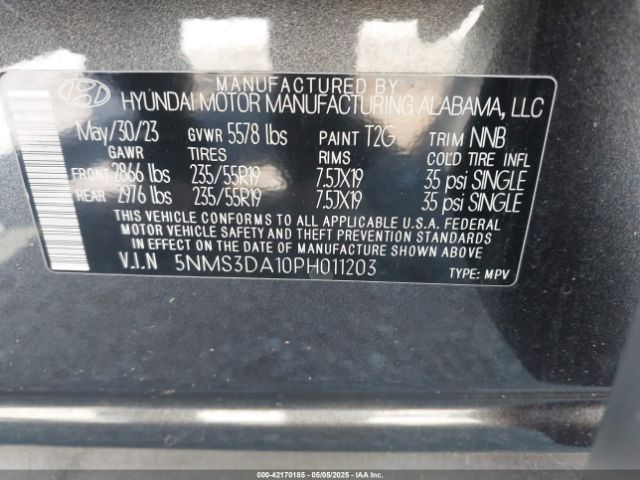 MANUFACTURED BY
HYUNDAI MOTOR MANUFACTURING ALABAMA, LLC
May/30/23 GVWR 5578 lbs PAINT T2G TRIM NNB
GAWR TIRES RIMS COLD TIRE INFL
FRONT 2866 lbs 235/55R19 7.5JX19 35 psi SINGLE
REAR 2976 lbs 235/55R19 7.5JX19 35 psi SINGLE
THIS VEHICLE CONFORMS TO ALL APPLICABLE U.S.A. FEDERAL
MOTOR VEHICLE SAFETY AND THEFT PREVENTION STANDARDS
IN EFFECT ON THE DATE OF MANUFACTURE SHOWN ABOVE
V.I.N 5NMS3DA10PH011203 TYPE: MPV
000-42170185 - 05/05/2025 - COPYRIGHT © IAA, LLC.